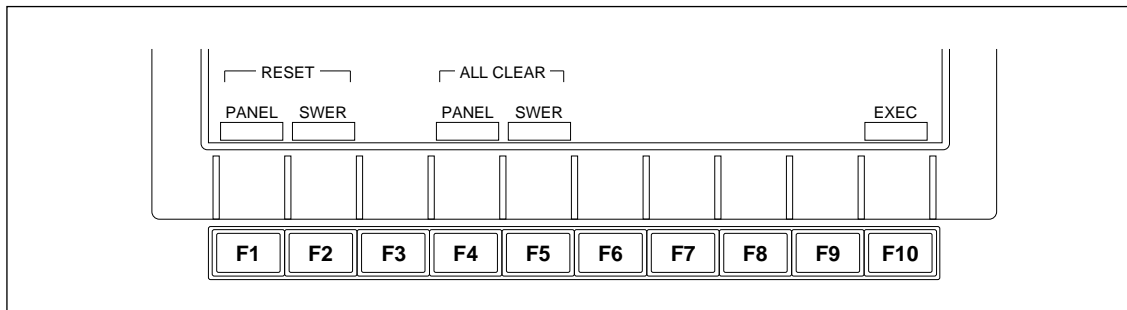 RESET ALL CLEAR
PANEL SWER PANEL SWER EXEC
F1 F2 F3 F4 F5 F6 F7 F8 F9 F10